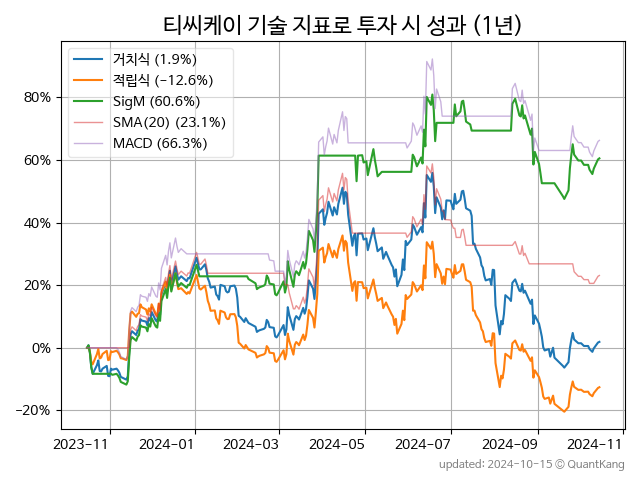 티씨케이 기술 지표로 투자 시 성과 (1년)
거치식 (1.9%)
적립식 (−12.6%)
SigM (60.6%)
SMA(20) (23.1%)
MACD (66.3%)
80%
60%
40%
20%
0%
−20%
2023-11
2024-01
2024-03
2024-05
2024-07
2024-09
2024-11
updated: 2024-10-15 © QuantKang